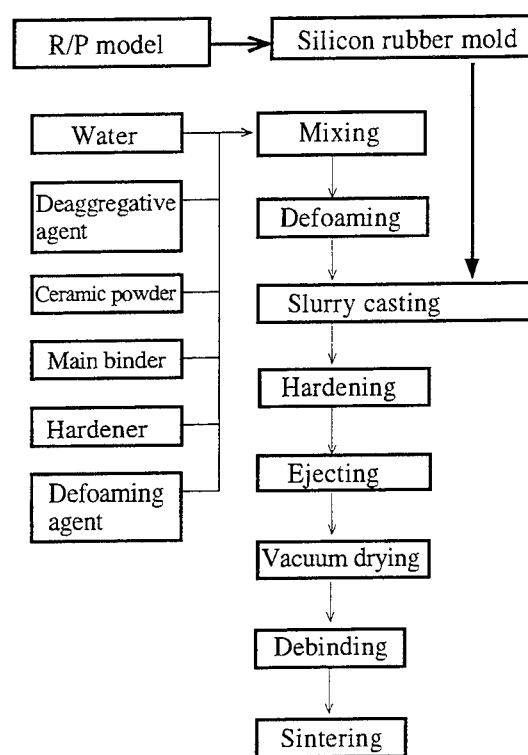 R/P model
Silicon rubber mold
Water
Mixing
Deaggregative
agent
Defoaming
Ceramic powder
Slurry casting
Main binder
Hardening
Hardener
Ejecting
Defoaming
agent
Vacuum drying
Debinding
Sintering